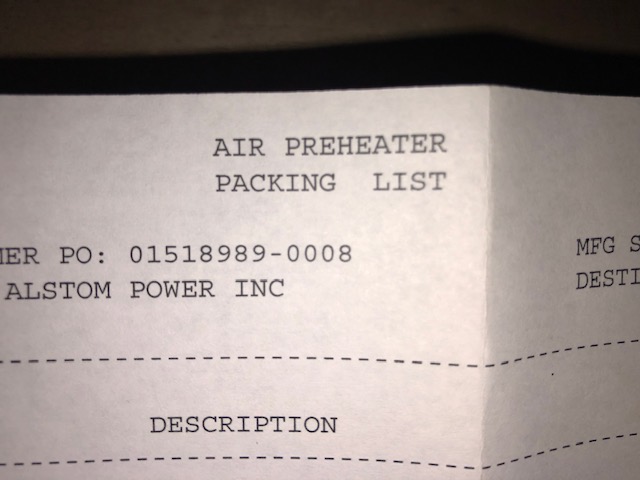 AIR PREHEATER
PACKING LIST
MER PO: 01518989-0008
MFG S
ALSTOM POWER INC
DESTI
DESCRIPTION